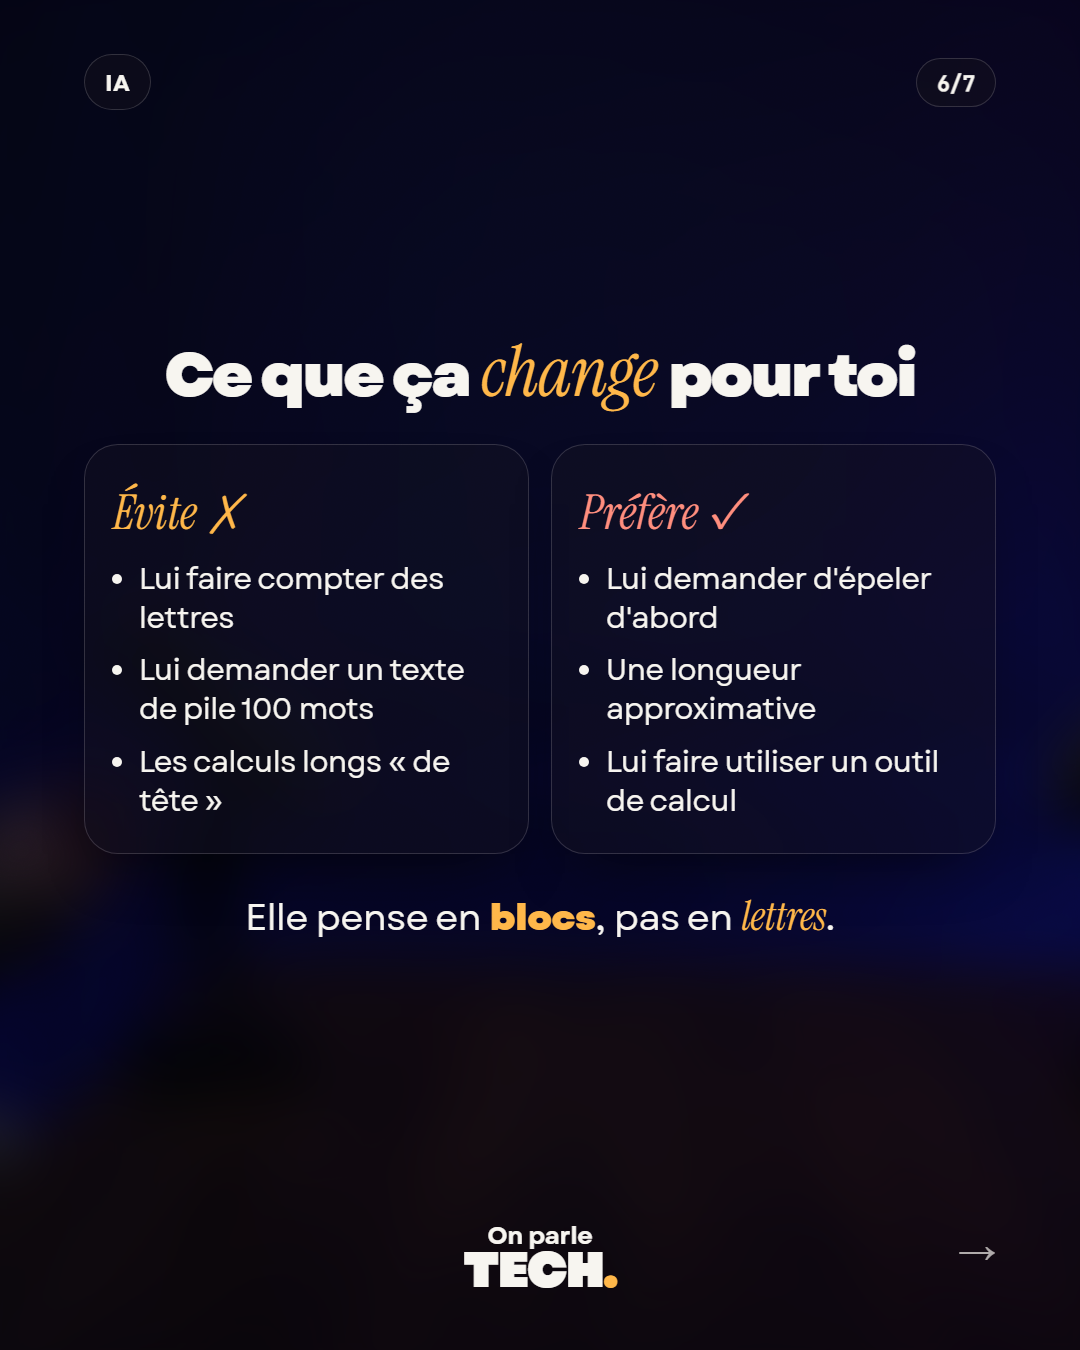 IA
6/7
Ce que ça change pour toi
Évite ✗
• Lui faire compter des
lettres
• Lui demander un texte
de pile 100 mots
• Les calculs longs « de
tête »
Préfère ✓
• Lui demander d'épeler
d'abord
• Une longueur
approximative
• Lui faire utiliser un outil
de calcul
Elle pense en blocs, pas en lettres.
On parle
TECH.
→